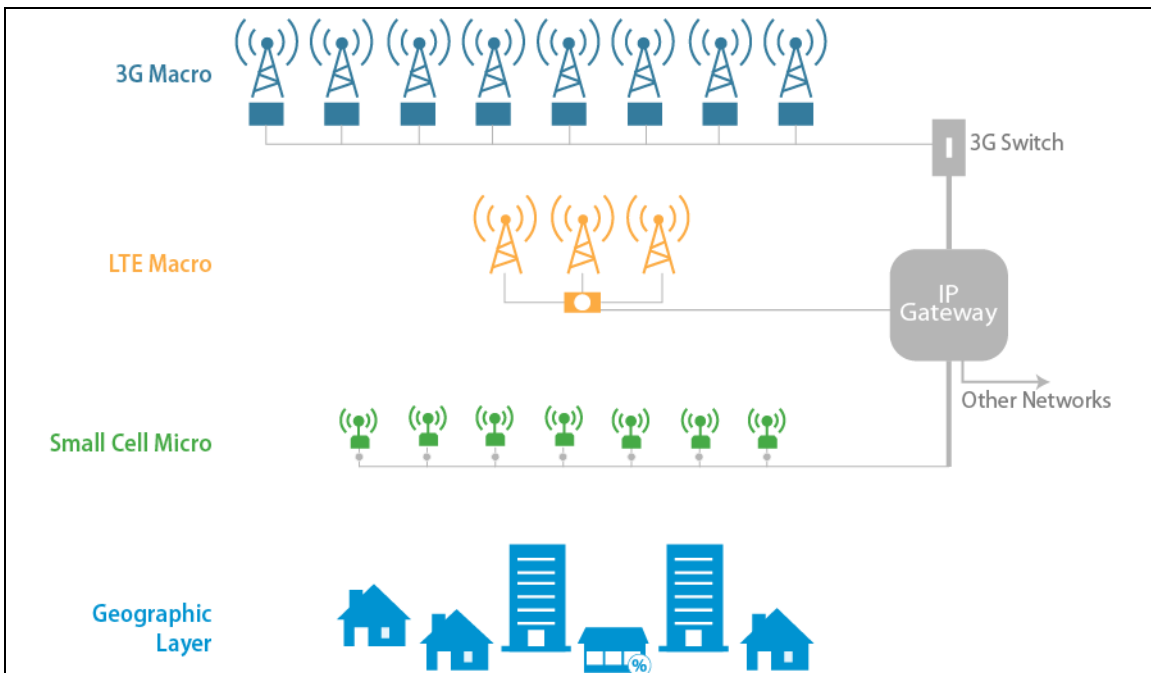 3G Macro
3G Switch
LTE Macro
IP
Gateway
Other Networks
Small Cell Micro
Geographic
Layer
%